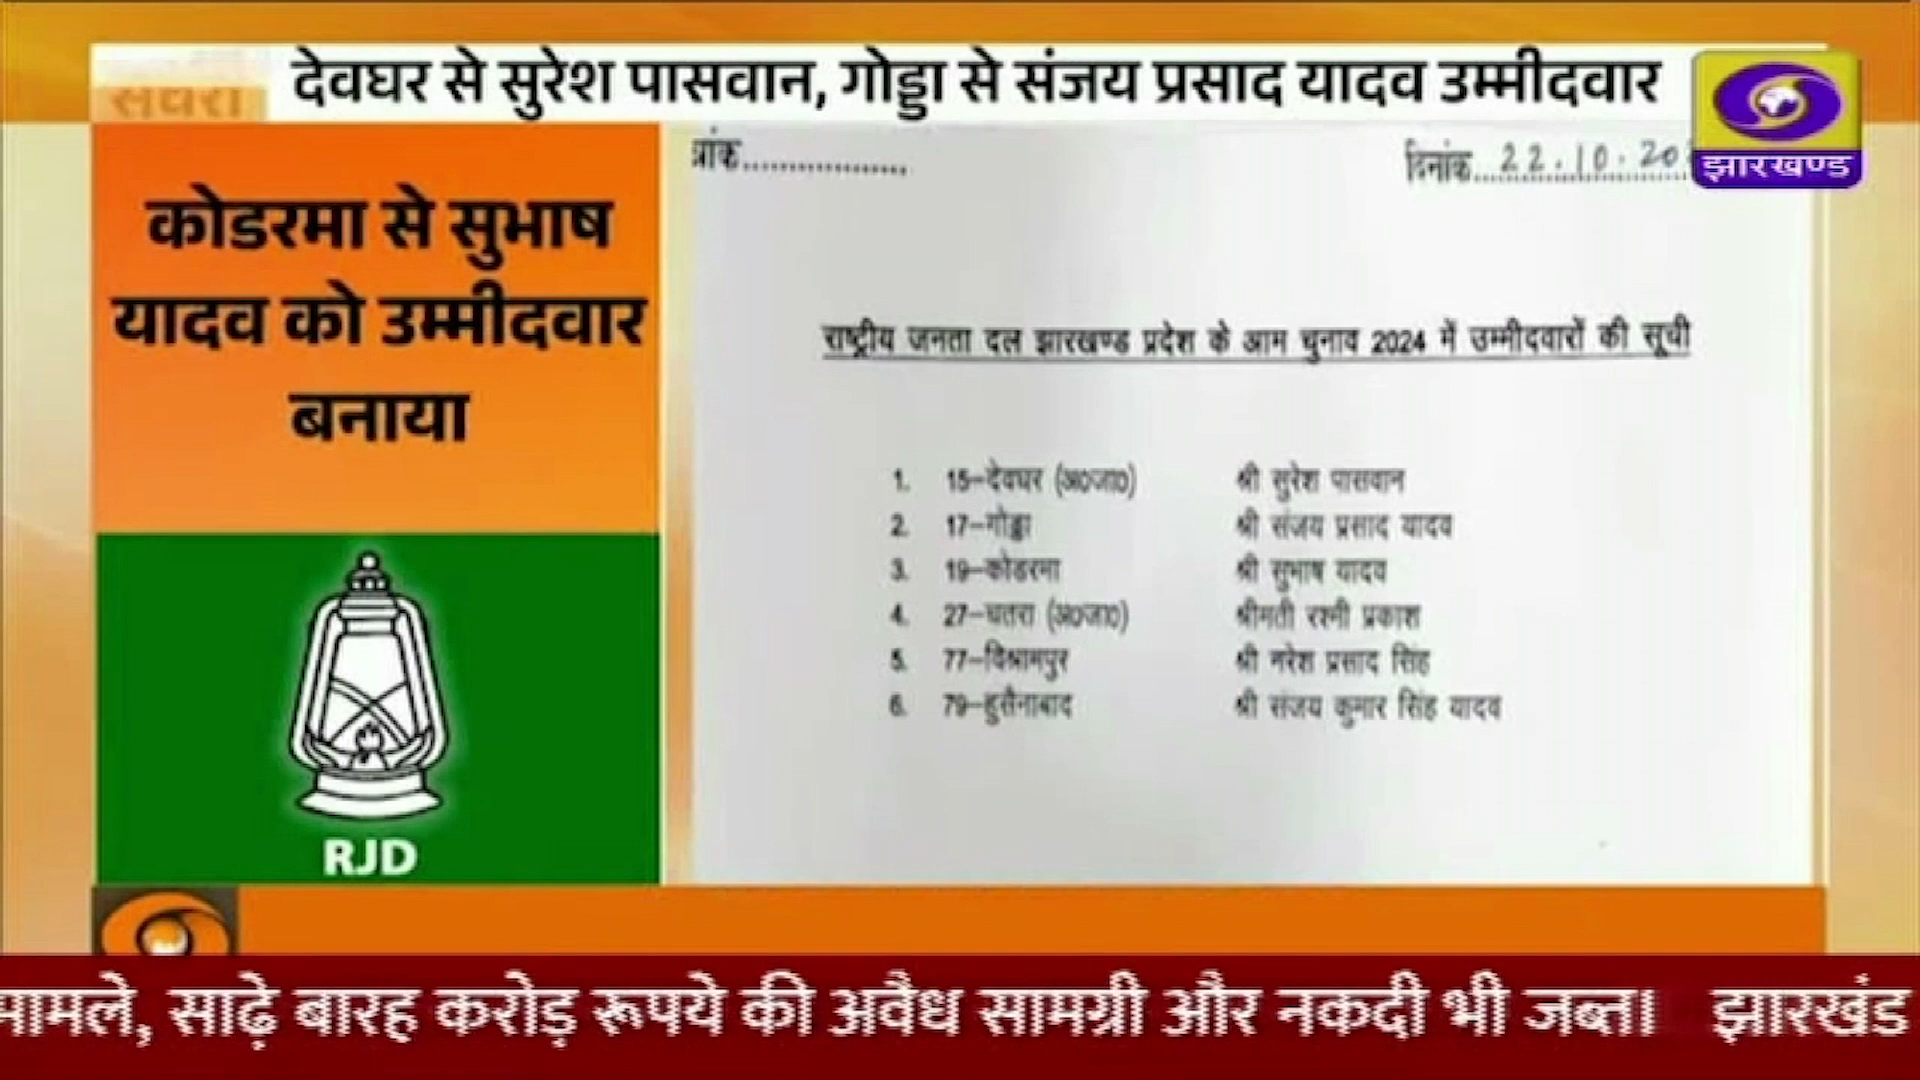 देवघर से सुरेश पासवान, गोड्डा से संजय प्रसाद यादव उम्मीदवार
झारखण्ड
कोडरमा से सुभाष
यादव को उम्मीदवार
बनाया
RJD
त्रांक..................
दिनांक 22.10.20
राष्ट्रीय जनता दल झारखण्ड प्रदेश के आम चुनाव 2024 में उम्मीदवारों की सूची
1. 15-देवघर (अ0जा0) श्री सुरेश पासवान
2. 17-गोड्डा श्री संजय प्रसाद यादव
3. 19-कोडरमा श्री सुभाष यादव
4. 27-चतरा (अ0जा0) श्रीमती रश्मी प्रकाश
5. 77-विश्रामपुर श्री नरेश प्रसाद सिंह
6. 79-हुसैनाबाद श्री संजय कुमार सिंह यादव
मामले, साढ़े बारह करोड़ रूपये की अवैध सामग्री और नकदी भी जब्त। झारखंड